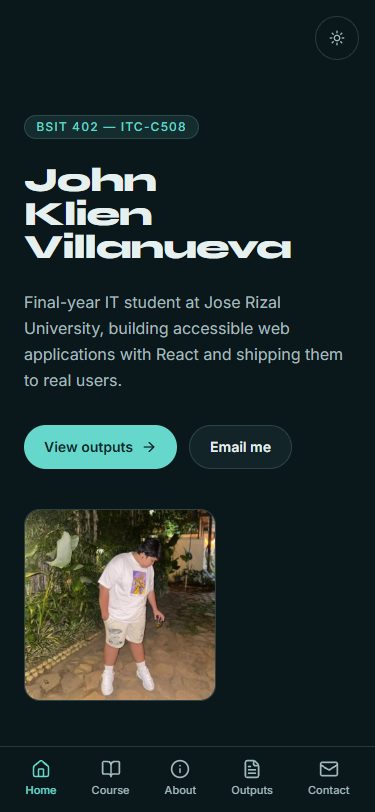 BSIT 402 — ITC-C508
John
Klien
Villanueva
Final-year IT student at Jose Rizal
University, building accessible web
applications with React and shipping them
to real users.
View outputs → Email me
Home Course About Outputs Contact